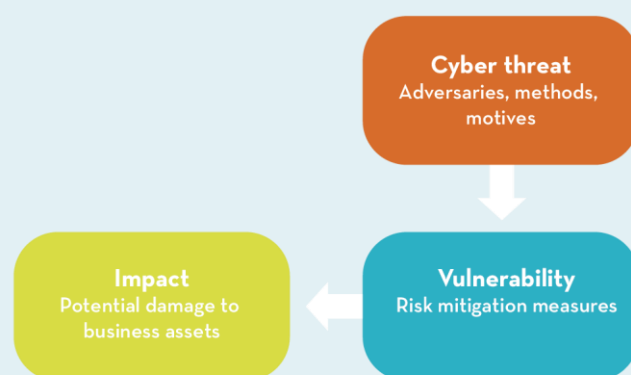 Cyber threat
Adversaries, methods,
motives
Impact
Potential damage to
business assets
Vulnerability
Risk mitigation measures